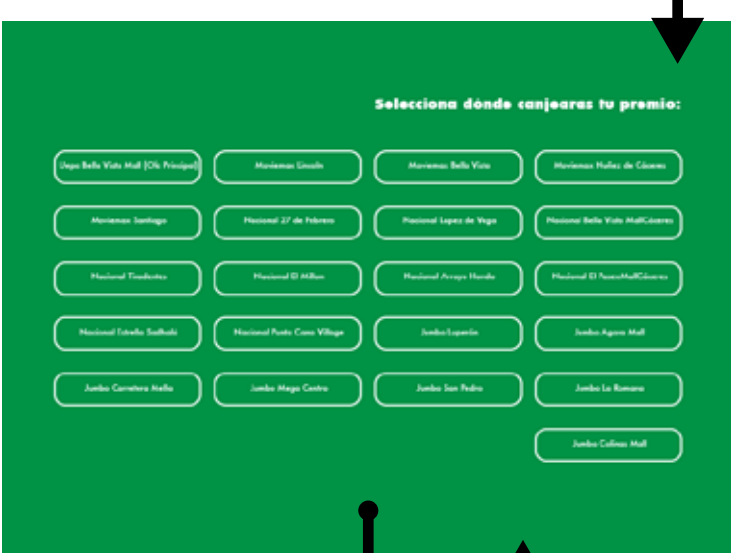 Selecciona dónde canjearas tu premio:
Uepa Bella Vista Mall (Ofc Principal)
Moviemax Lincoln
Moviemax Bella Vista
Moviemax Nuñez de Cáceres
Moviemax Santiago
Nacional 27 de Febrero
Nacional Lopez de Vega
Nacional Bella Vista MallCáceres
Nacional Tiradentes
Nacional El Millon
Nacional Arroyo Hondo
Nacional El PaseoMallCáceres
Nacional Estrella Sadhalá
Nacional Punta Cana Village
Jumbo Luperón
Jumbo Agora Mall
Jumbo Carretera Mella
Jumbo Mega Centro
Jumbo San Pedro
Jumbo La Romana
Jumbo Colinas Mall